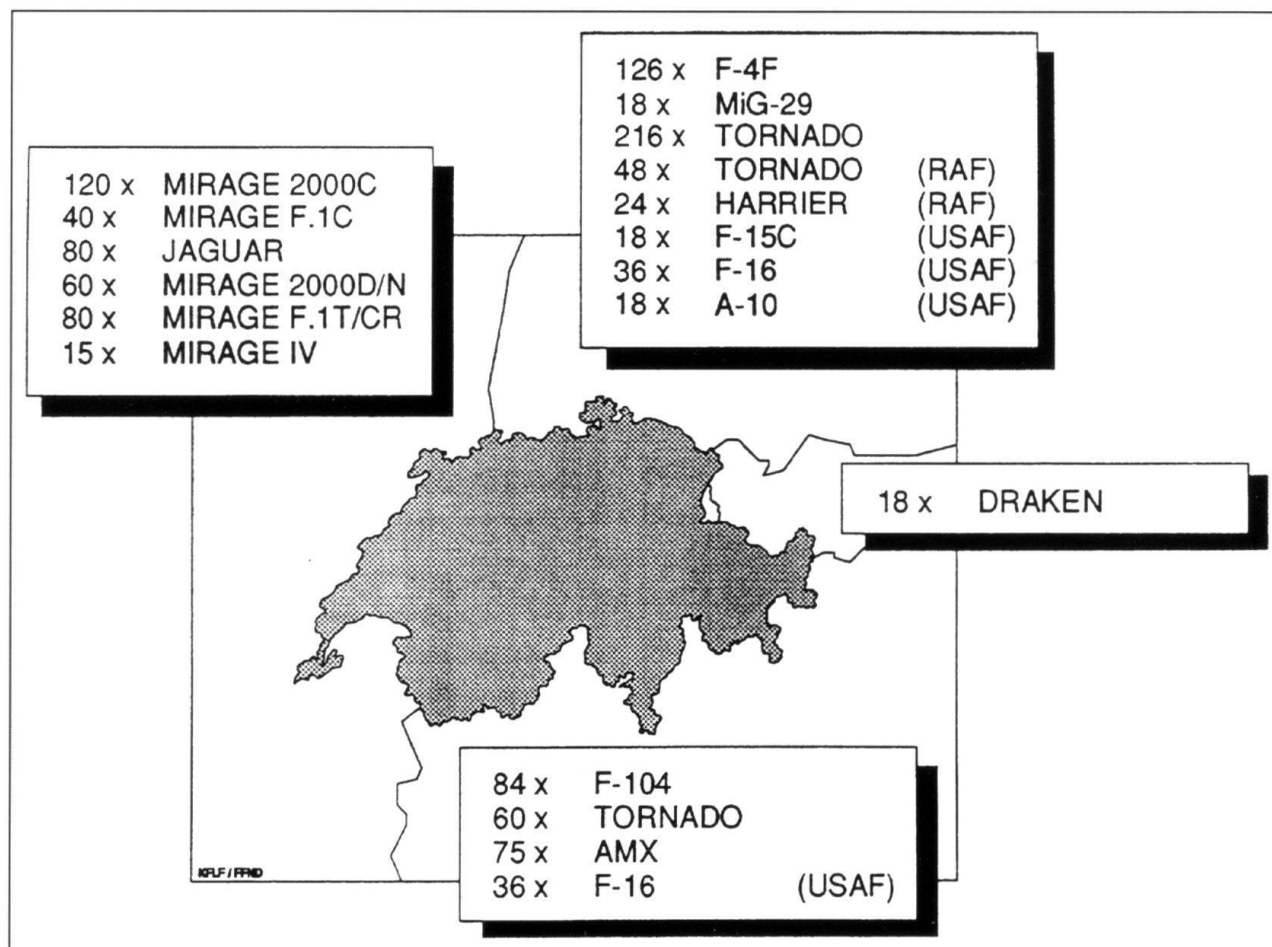 120 x MIRAGE 2000C
40 x MIRAGE F.1C
80 x JAGUAR
60 x MIRAGE 2000D/N
80 x MIRAGE F.1T/CR
15 x MIRAGE IV
126 x F-4F
18 x MiG-29
216 x TORNADO
48 x TORNADO (RAF)
24 x HARRIER (RAF)
18 x F-15C (USAF)
36 x F-16 (USAF)
18 x A-10 (USAF)
18 x DRAKEN
84 x F-104
60 x TORNADO
75 x AMX
36 x F-16 (USAF)